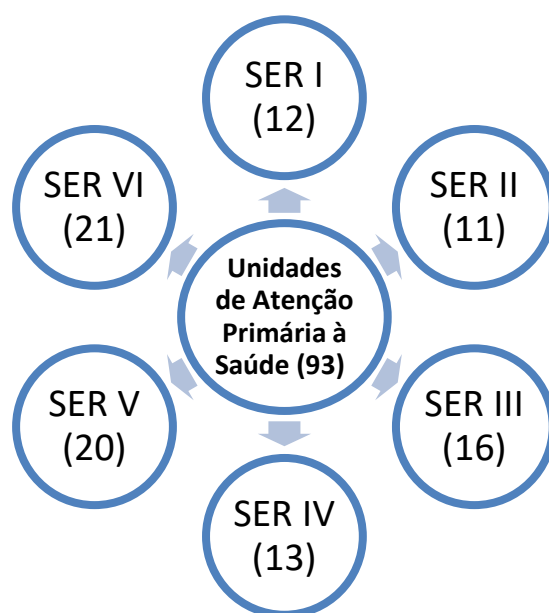 SER I
(12)
SER II
(11)
SER III
(16)
SER IV
(13)
SER V
(20)
SER VI
(21)
Unidades
de Atenção
Primária à
Saúde (93)